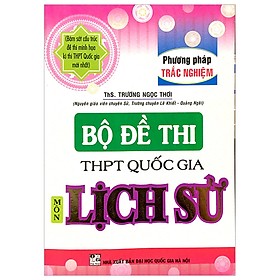 (Bám sát cấu trúc
đề thi minh họa
kì thi THPT Quốc gia
mới nhất)
Phương pháp
TRẮC NGHIỆM
ThS. TRƯƠNG NGỌC THƠI
(Nguyên giáo viên chuyên Sử, Trường chuyên Lê Khiết - Quảng Ngãi)
BỘ ĐỀ THI
THPT QUỐC GIA
MÔN
LỊCH SỬ
NHÀ XUẤT BẢN ĐẠI HỌC QUỐC GIA HÀ NỘI